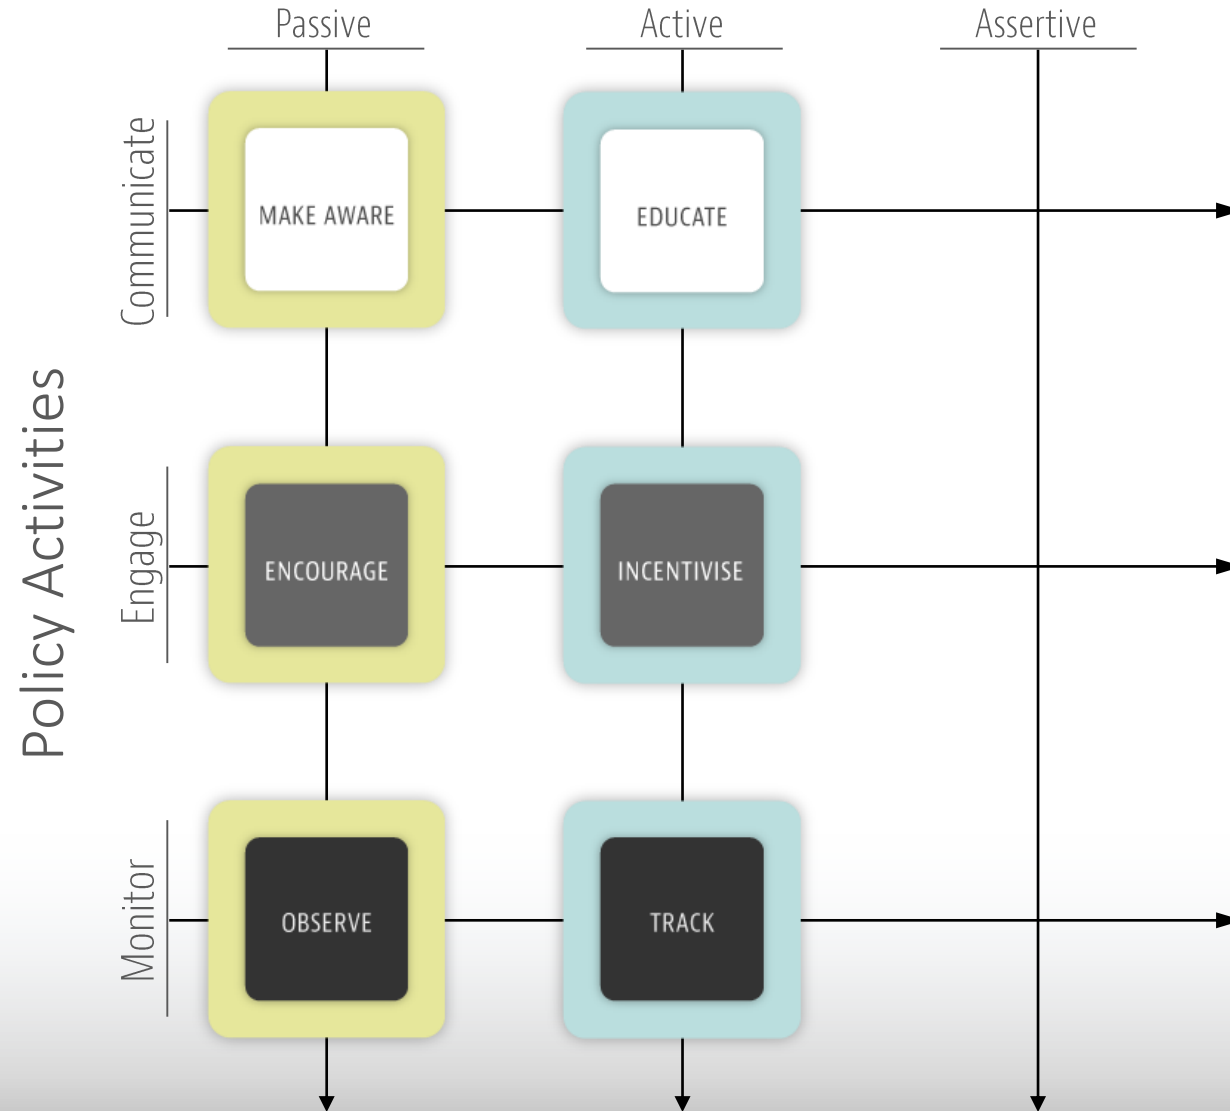 Passive
Active
Assertive
Policy Activities
Communicate
MAKE AWARE
EDUCATE
Engage
ENCOURAGE
INCENTIVISE
Monitor
OBSERVE
TRACK